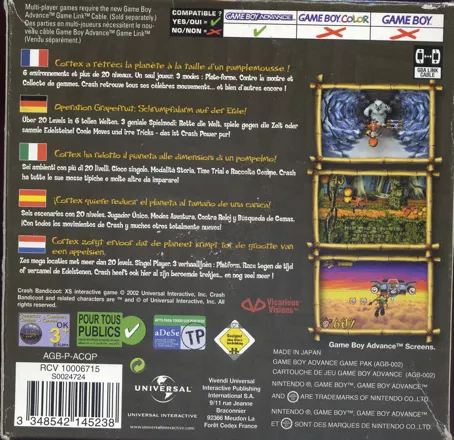 Multi-player games require the new Game Boy
Advance™ Game Link™ Cable. (Sold separately.)
Des parties en multi-joueurs nécessitent le nou-
veau câble Game Boy Advance™ Game Link™
(Vendu séparément.)
COMPATIBLE ?
YES/OUI =
NO/NON =
GAME BOY ADVANCE
GAME BOY COLOR
GAME BOY
GBA LINK
CABLE
Cortex a rétréci la planète à la taille d'un pamplemousse !
6 environnements et plus de 20 niveaux. Un seul joueur. 3 modes : Plate-forme. Contre la montre et
Collecte de gemmes. Crash retrouve tous ses célèbres mouvements... et bien d'autres encore !
Operation Grapefruit: Schrumpfalarm auf der Erde!
Über 20 Levels in 6 tollen Welten. 3 geniale Spielmodi: Rette die Welt, spiele gegen die Zeit oder
sammle Edelsteine! Coole Moves und irre Tricks - das ist Crash Power pur!
Cortex ha ridotto il pianeta alle dimensioni di un pompelmo!
Sei ambienti con più di 20 livelli. Gioco singolo. Modalità Storia, Time Trial e Raccolta Gemme. Crash
ha tutte le sue mosse tipiche e molte altre da imparare!
¡Cortex quiere reducir el planeta al tamaño de una canica!
Seis escenarios con 20 niveles. Jugador Único. Modos Aventura, Contra Reloj y Búsqueda de Gemas.
¡Con todos los movimientos de Crash y muchos otros totalmente nuevos!
Cortex zorgt ervoor dat de planeet krimpt tot de grootte van
een appelsien.
Zes mega locaties met meer dan 20 levels. Singel Player. 3 verhaallijnen : Platform. Race tegen de tijd
of verzamel de Edelstenen. Crash heeft ook hier al zijn beroemde trekjes... en nog veel meer !
Crash Bandicoot: XS interactive game © 2002 Universal Interactive, Inc. Crash
Bandicoot and related characters are ™ and © of Universal Interactive, Inc. All
rights reserved.
Vicarious
Visions
Game Boy Advance™ Screens.
OK
3
POUR TOUS
PUBLICS
aDeSe
TP
AGB-P-ACQP
RCV 10006715
S0024724
3 348542 145238
UNIVERSAL
UNIVERSAL INTERACTIVE
Vivendi Universal
Interactive Publishing
International S.A.
9/11 rue Jeanne
Braconnier
92366 Meudon La
Forêt Cedex France
MADE IN JAPAN
GAME BOY ADVANCE GAME PAK (AGB-002)
CARTOUCHE DE JEU GAME BOY ADVANCE (AGB-002)
NINTENDO ®, GAME BOY™, GAME BOY ADVANCE™
AND ARE TRADEMARKS OF NINTENDO CO.,LTD.
NINTENDO ®, GAME BOY™, GAME BOY ADVANCE™
ET SONT DES MARQUES DE NINTENDO CO.,LTD.